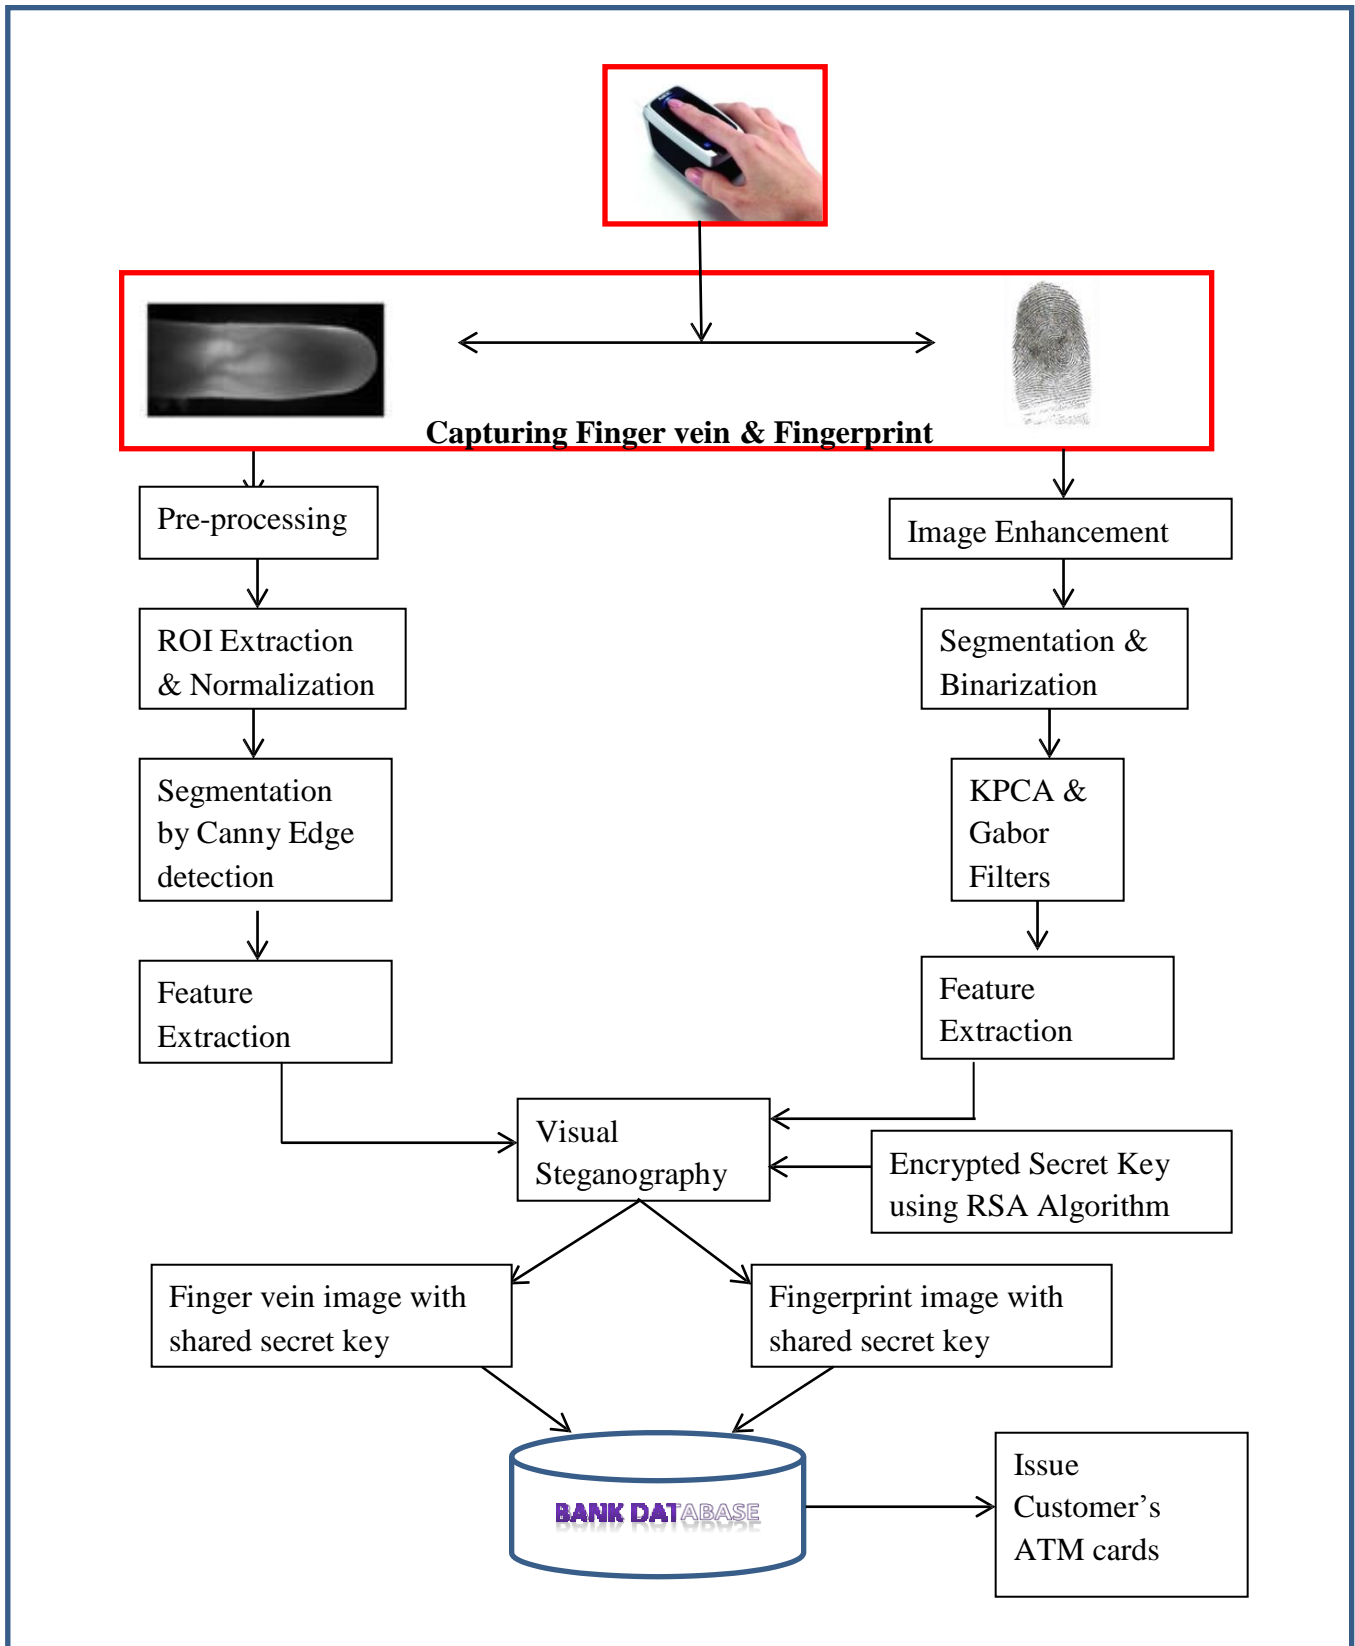 Capturing Finger vein & Fingerprint
Pre-processing
Image Enhancement
ROI Extraction
& Normalization
Segmentation &
Binarization
Segmentation
by Canny Edge
detection
KPCA &
Gabor
Filters
Feature
Extraction
Feature
Extraction
Visual
Steganography
Encrypted Secret Key
using RSA Algorithm
Finger vein image with
shared secret key
Fingerprint image with
shared secret key
BANK DATABASE
Issue
Customer’s
ATM cards